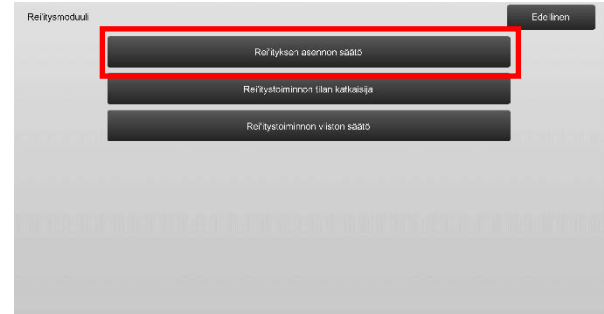 Rei'itysmoduuli
Edellinen
Rei'ityksen asennon säätö
Rei'itystoiminnon tilan katkaisija
Rei'itystoiminnon viiston säätö